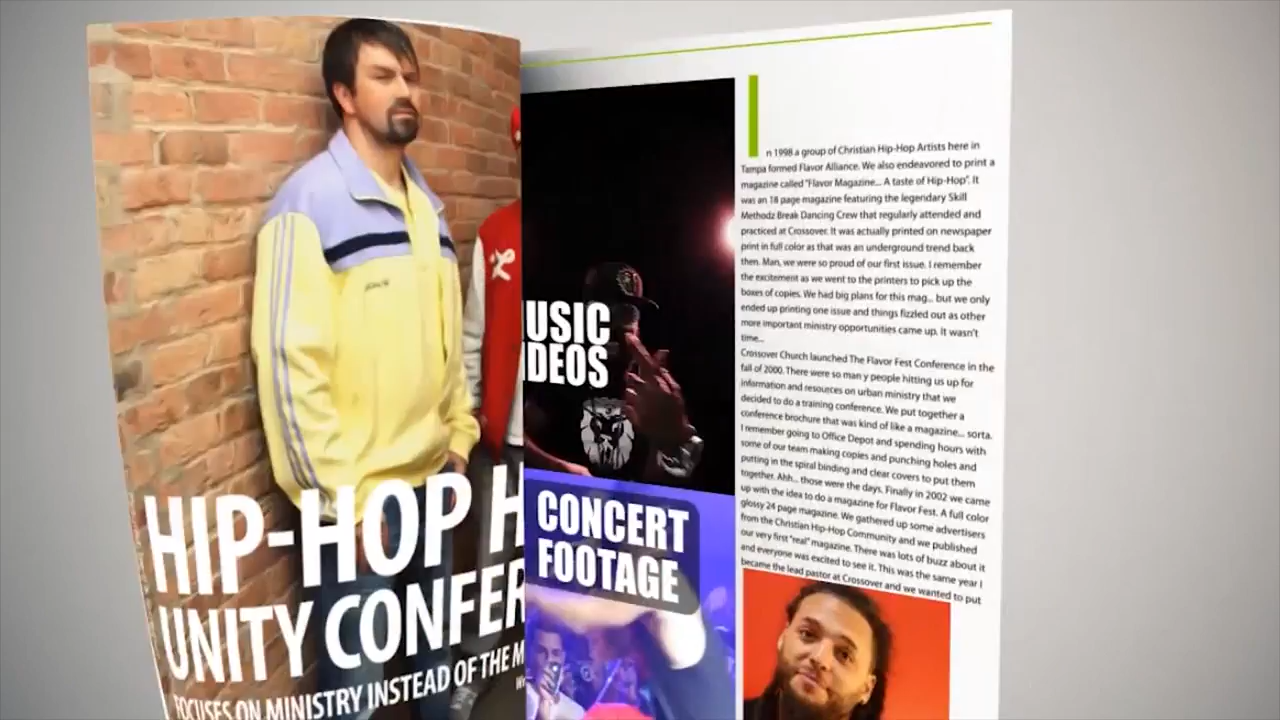 HIP-HOP H
UNITY CONFER
FOCUSES ON MINISTRY INSTEAD OF THE M
MUSIC
VIDEOS
CONCERT
FOOTAGE
In 1998 a group of Christian Hip-Hop Artists here in
Tampa formed Flavor Alliance. We also endeavored to print a
magazine called "Flavor Magazine... A taste of Hip-Hop". It
was an 18 page magazine featuring the legendary Skill
Methodz Break Dancing Crew that regularly attended and
practiced at Crossover. It was actually printed on newspaper
print in full color as that was an underground trend back
then. Man, we were so proud of our first issue. I remember
the excitement as we went to the printers to pick up the
boxes of copies. We had big plans for this mag... but we only
ended up printing one issue and things fizzled out as other
more important ministry opportunities came up. It wasn't
time...
Crossover Church launched The Flavor Fest Conference in the
fall of 2000. There were so man y people hitting us up for
information and resources on urban ministry that we
decided to do a training conference. We put together a
conference brochure that was kind of like a magazine... sorta.
I remember going to Office Depot and spending hours with
some of our team making copies and punching holes and
putting in the spiral binding and clear covers to put them
together. Ahh... those were the days. Finally in 2002 we came
up with the idea to do a magazine for Flavor Fest. A full color
glossy 24 page magazine. We gathered up some advertisers
from the Christian Hip-Hop Community and we published
our very first "real" magazine. There was lots of buzz about it
and everyone was excited to see it. This was the same year I
became the lead pastor at Crossover and we wanted to put